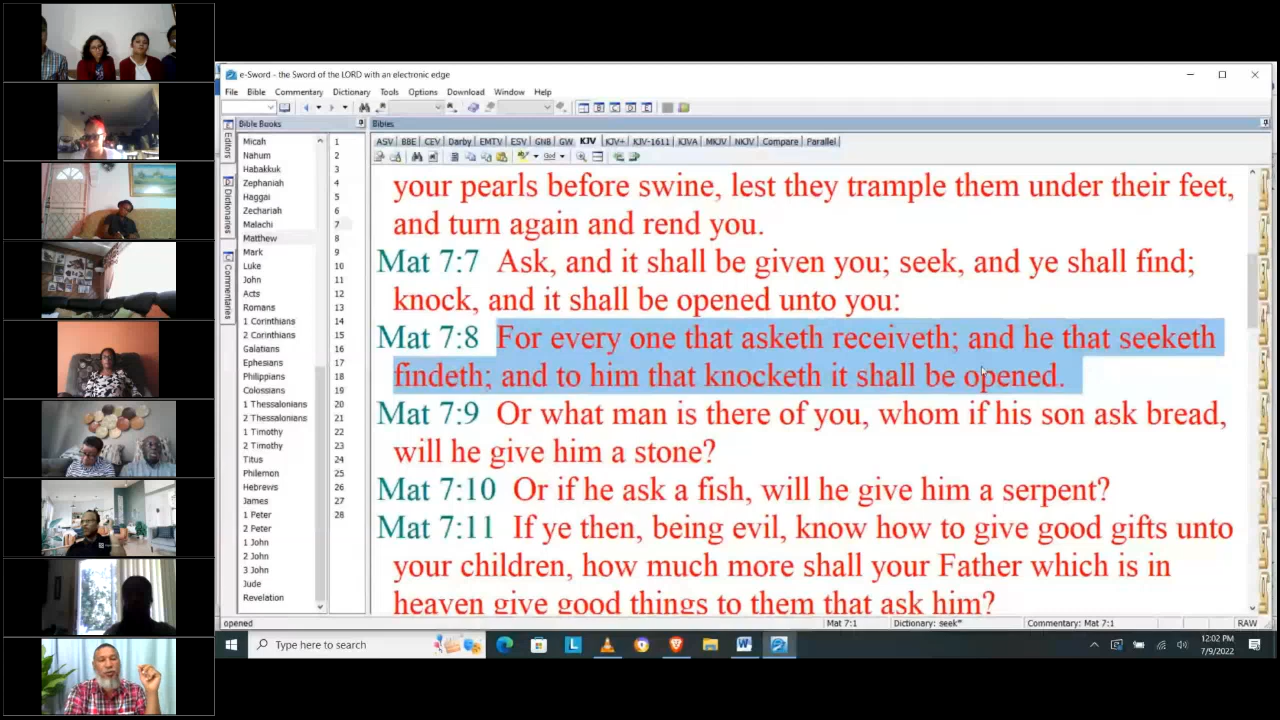 e-Sword - the Sword of the LORD with an electronic edge
File Bible Commentary Dictionary Tools Options Download Window Help
Bible Books
Bibles
Editors
Dictionaries
Commentaries
ASV BBE CEV Darby EMTV ESV GNB GW KJV KJV+ KJV-1611 KJVA MKJV NKJV Compare Parallel
Micah 1
Nahum 2
Habakkuk 3
Zephaniah 4
Haggai 5
Zechariah 6
Malachi 7
Matthew 8
Mark 9
Luke 10
John 11
Acts 12
Romans 13
1 Corinthians 14
2 Corinthians 15
Galatians 16
Ephesians 17
Philippians 18
Colossians 19
1 Thessalonians 20
2 Thessalonians 21
1 Timothy 22
2 Timothy 23
Titus 24
Philemon 25
Hebrews 26
James 27
1 Peter 28
2 Peter
1 John
2 John
3 John
Jude
Revelation
your pearls before swine, lest they trample them under their feet,
and turn again and rend you.
Mat 7:7 Ask, and it shall be given you; seek, and ye shall find;
knock, and it shall be opened unto you:
Mat 7:8 For every one that asketh receiveth; and he that seeketh
findeth; and to him that knocketh it shall be opened.
Mat 7:9 Or what man is there of you, whom if his son ask bread,
will he give him a stone?
Mat 7:10 Or if he ask a fish, will he give him a serpent?
Mat 7:11 If ye then, being evil, know how to give good gifts unto
your children, how much more shall your Father which is in
heaven give good things to them that ask him?
opened Mat 7:1 Dictionary: seek* Commentary: Mat 7:1 RAW
Type here to search
12:02 PM
7/9/2022